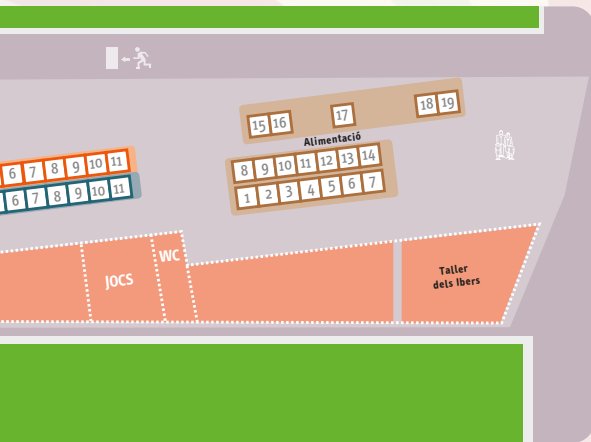 18 19
17
15 16
Alimentació
8 9 10 11 12 13 14
1 2 3 4 5 6 7
6 7 8 9 10 11
6 7 8 9 10 11
WC
JOCS
Taller
dels Ibers